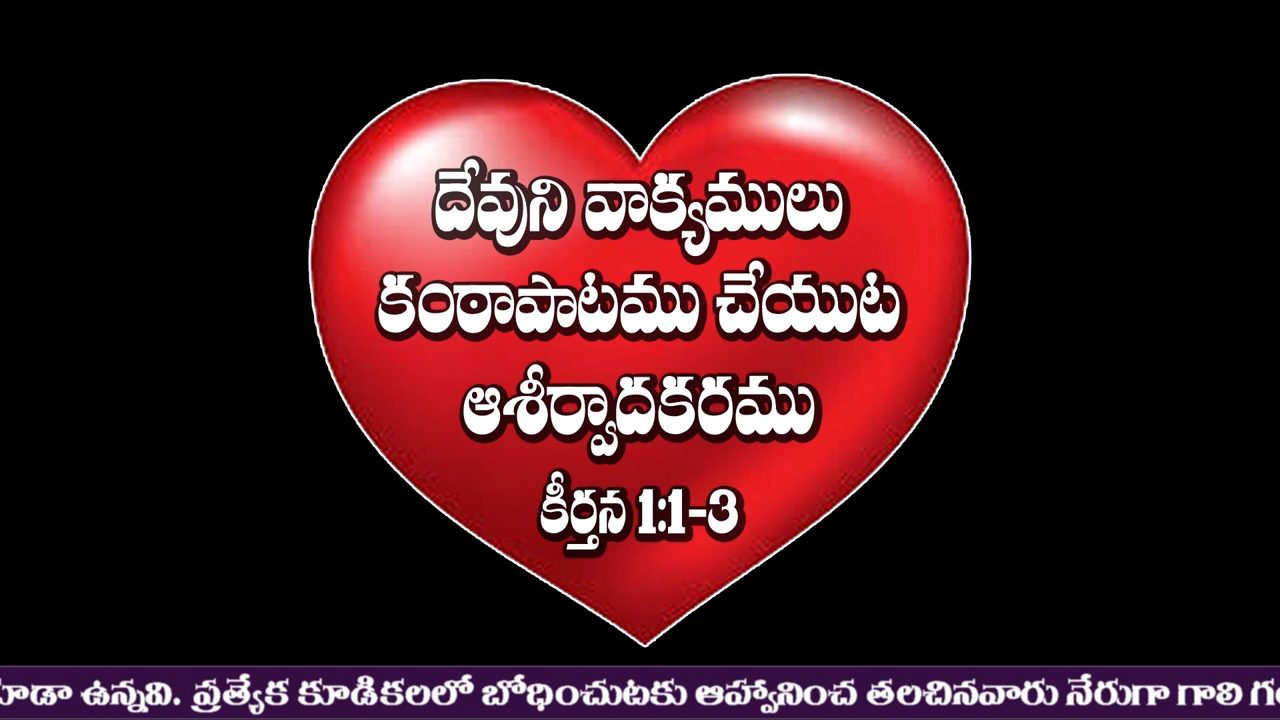 దేవుని వాక్యములు
కంఠాపాటము చేయుట
ఆశీర్వాదకరము
కీర్తన 1:1-3
ఉన్నవి. ప్రత్యేక కూడికలలో బోధించుటకు ఆహ్వానించ తలచినవారు నేరుగా గాలి